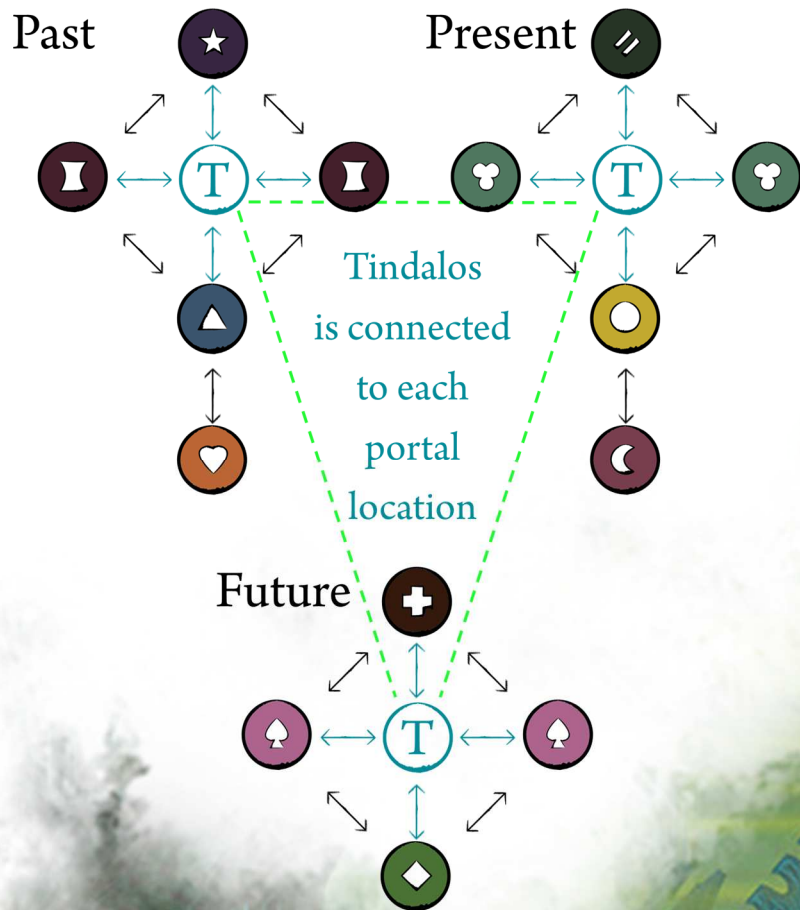 Past
Present
T
T
Tindalos
is connected
to each
portal
location
Future
T